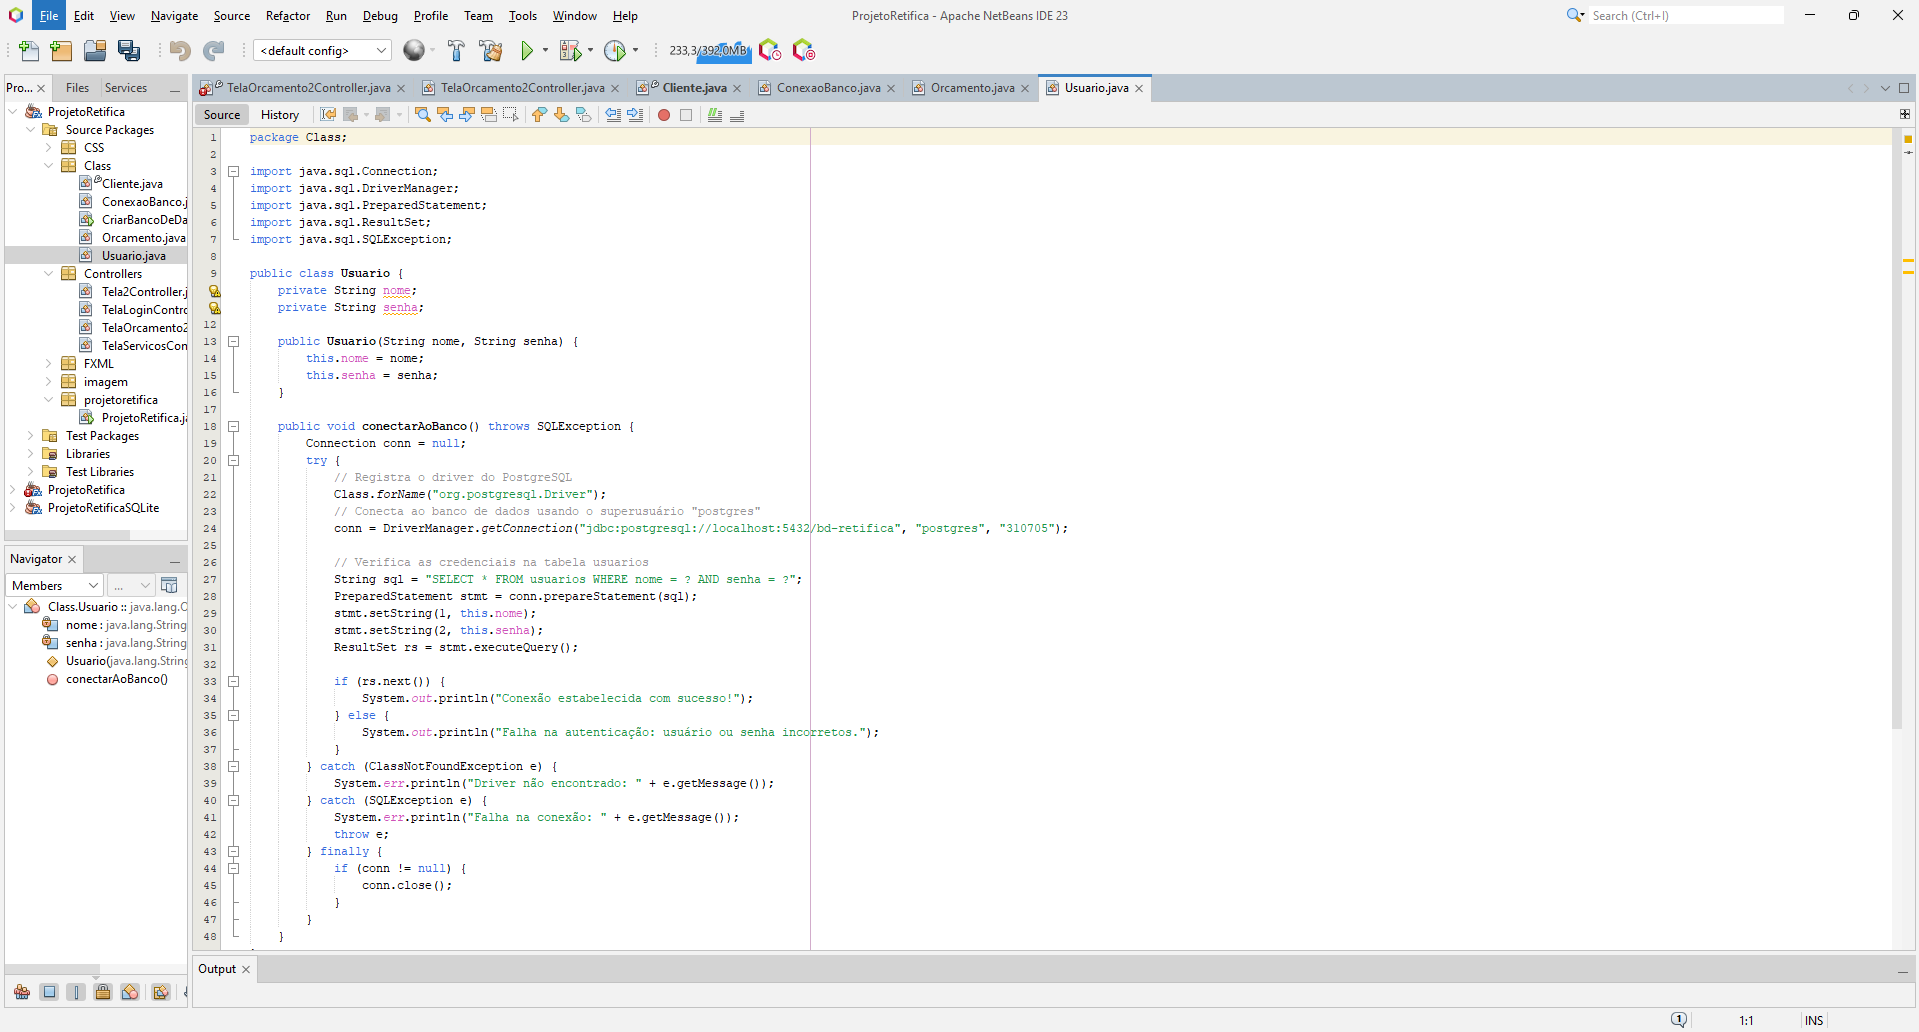 File Edit View Navigate Source Refactor Run Debug Profile Team Tools Window Help
ProjetoRetifica - Apache NetBeans IDE 23
Search (Ctrl+I)
<default config>
233,3/392,0MB
Pro... Files Services
TelaOrcamento2Controller.java TelaOrcamento2Controller.java Cliente.java ConexaoBanco.java Orcamento.java Usuario.java
Source History
ProjetoRetifica
Source Packages
CSS
Class
Cliente.java
ConexaoBanco.j
CriarBancoDeDa
Orcamento.java
Usuario.java
Controllers
Tela2Controller.j
TelaLoginContro
TelaOrcamento2
TelaServicosCon
FXML
imagem
projetoretifica
ProjetoRetifica.ja
Test Packages
Libraries
Test Libraries
ProjetoRetifica
ProjetoRetificaSQLite
Navigator
Members ...
Class.Usuario :: java.lang.O
nome : java.lang.String
senha : java.lang.String
Usuario(java.lang.String
conectarAoBanco()
1 package Class;
2
3 import java.sql.Connection;
4 import java.sql.DriverManager;
5 import java.sql.PreparedStatement;
6 import java.sql.ResultSet;
7 import java.sql.SQLException;
8
9 public class Usuario {
private String nome;
private String senha;
12
13 public Usuario(String nome, String senha) {
14 this.nome = nome;
15 this.senha = senha;
16 }
17
18 public void conectarAoBanco() throws SQLException {
19 Connection conn = null;
20 try {
21 // Registra o driver do PostgreSQL
22 Class.forName("org.postgresql.Driver");
23 // Conecta ao banco de dados usando o superusuário "postgres"
24 conn = DriverManager.getConnection("jdbc:postgresql://localhost:5432/bd-retifica", "postgres", "310705");
25
26 // Verifica as credenciais na tabela usuarios
27 String sql = "SELECT * FROM usuarios WHERE nome = ? AND senha = ?";
28 PreparedStatement stmt = conn.prepareStatement(sql);
29 stmt.setString(1, this.nome);
30 stmt.setString(2, this.senha);
31 ResultSet rs = stmt.executeQuery();
32
33 if (rs.next()) {
34 System.out.println("Conexão estabelecida com sucesso!");
35 } else {
36 System.out.println("Falha na autenticação: usuário ou senha incorretos.");
37 }
38 } catch (ClassNotFoundException e) {
39 System.err.println("Driver não encontrado: " + e.getMessage());
40 } catch (SQLException e) {
41 System.err.println("Falha na conexão: " + e.getMessage());
42 throw e;
43 } finally {
44 if (conn != null) {
45 conn.close();
46 }
47 }
48 }
Output
1 1:1 INS